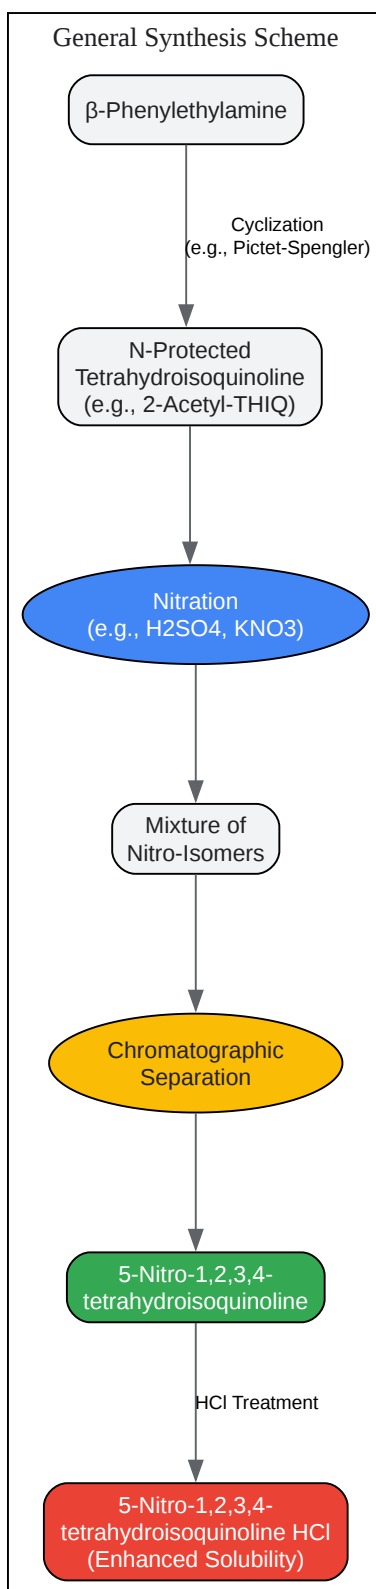 General Synthesis Scheme
β-Phenylethylamine
Cyclization
(e.g., Pictet-Spengler)
N-Protected
Tetrahydroisoquinoline
(e.g., 2-Acetyl-THIQ)
Nitration
(e.g., H2SO4, KNO3)
Mixture of
Nitro-Isomers
Chromatographic
Separation
5-Nitro-1,2,3,4-
tetrahydroisoquinoline
HCl Treatment
5-Nitro-1,2,3,4-
tetrahydroisoquinoline HCl
(Enhanced Solubility)